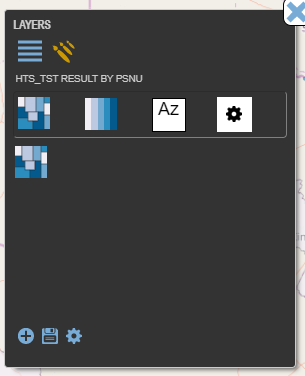 LAYERS
HTS_TST RESULT BY PSNU
Az